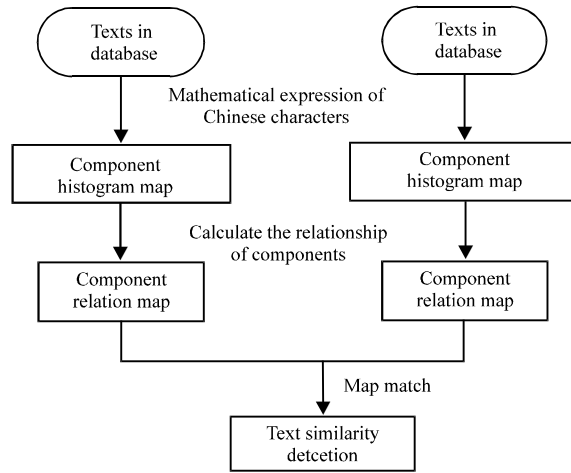 Texts in
database
Texts in
database
Mathematical expression of
Chinese characters
Component
histogram map
Component
histogram map
Calculate the relationship
of components
Component
relation map
Component
relation map
Map match
Text similarity
detcetion